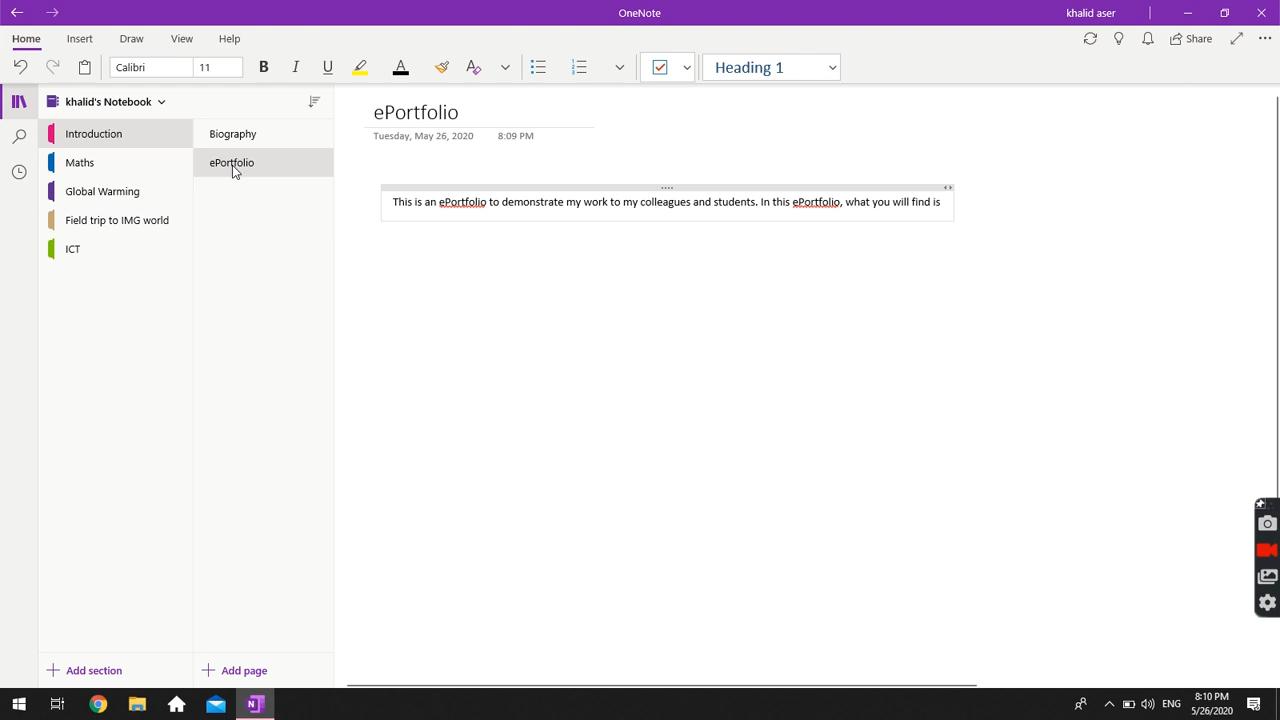 OneNote
khalid aser
Home Insert Draw View Help
Share
Calibri 11 B I U A A Heading 1
khalid's Notebook
Introduction
Maths
Global Warming
Field trip to IMG world
ICT
Biography
ePortfolio
ePortfolio
Tuesday, May 26, 2020 8:09 PM
This is an ePortfolio to demonstrate my work to my colleagues and students. In this ePortfolio, what you will find is
Add section
Add page
ENG
8:10 PM
5/26/2020